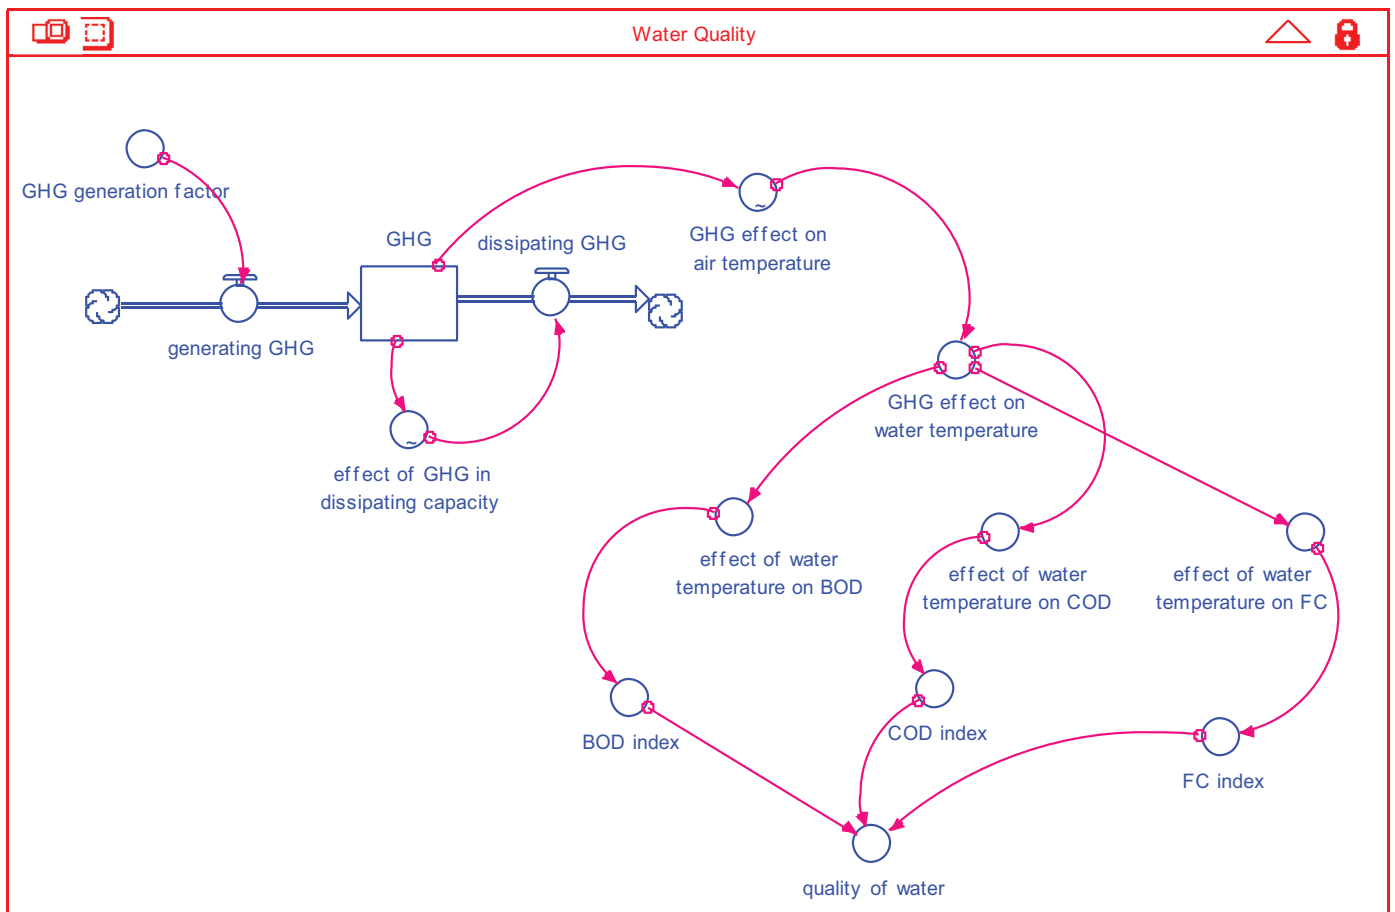 Water Quality
GHG generation factor
GHG
dissipating GHG
GHG effect on
air temperature
generating GHG
GHG effect on
water temperature
effect of GHG in
dissipating capacity
effect of water
temperature on BOD
effect of water
temperature on COD
effect of water
temperature on FC
BOD index
COD index
FC index
quality of water